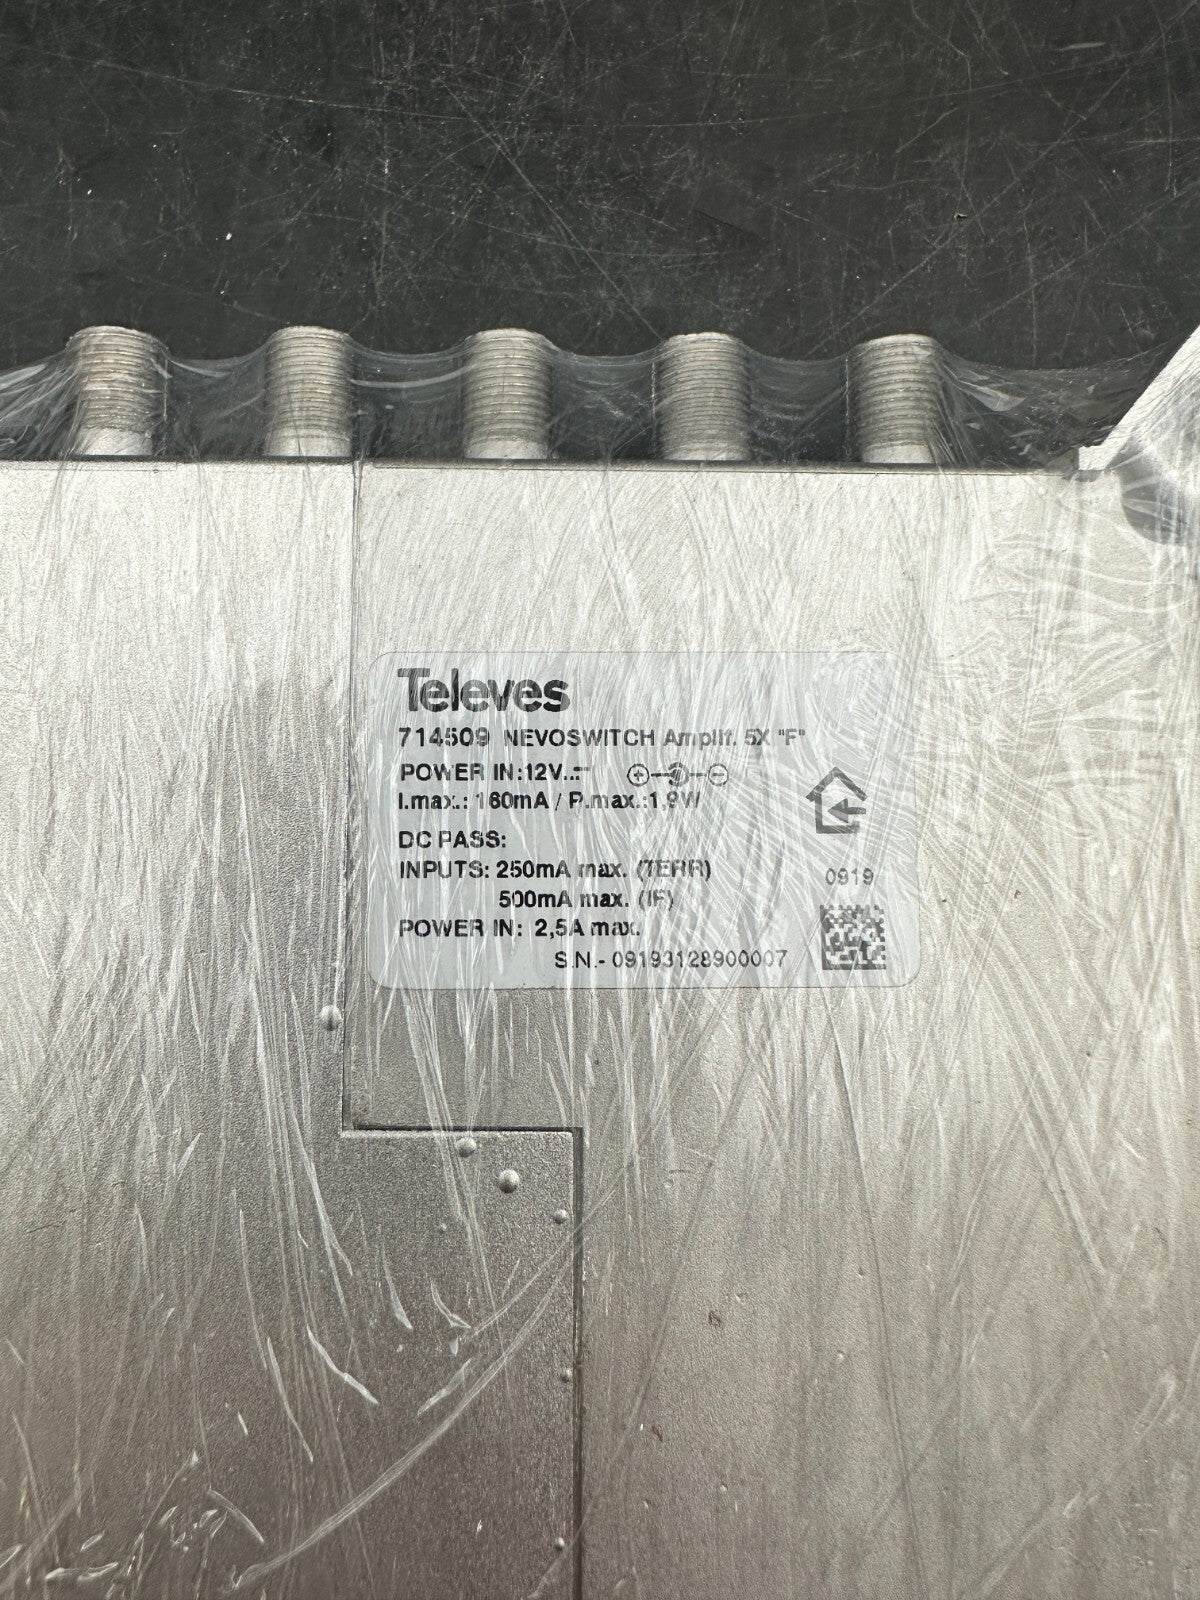 Televes
714509 NEVOSWITCH Amplif. 5X "F"
POWER IN:12V
I.max.: 160mA / P.max.:1,9W
DC PASS:
INPUTS: 250mA max. (TERR)
500mA max. (IF)
0919
POWER IN: 2,5A max.
S.N.- 09193128900007